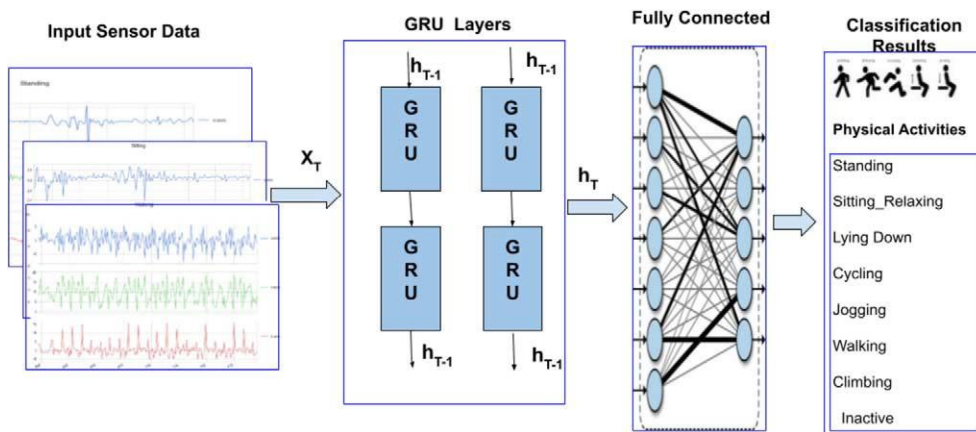 Input Sensor Data
Standing
Sitting
X_T
GRU Layers
h_T-1
h_T-1
G
R
U
G
R
U
G
R
U
G
R
U
h_T-1
h_T-1
h_T
Fully Connected
Classification
Results
Physical Activities
Standing
Sitting_Relaxing
Lying Down
Cycling
Jogging
Walking
Climbing
Inactive